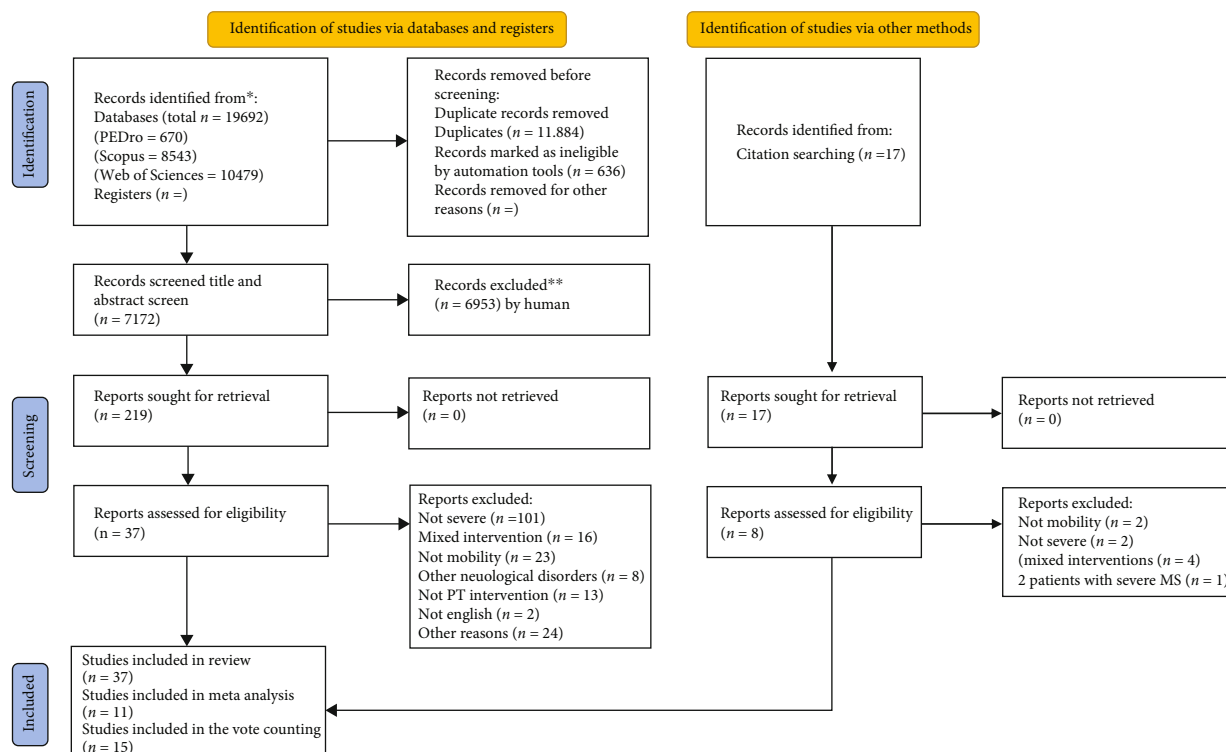 Identification of studies via databases and registers
Identification of studies via other methods
Identification
Records identified from*:
Databases (total n = 19692)
(PEDro = 670)
(Scopus = 8543)
(Web of Sciences = 10479)
Registers (n =)
Records removed before
screening:
Duplicate records removed
Duplicates (n = 11.884)
Records marked as ineligible
by automation tools (n = 636)
Records removed for other
reasons (n =)
Records identified from:
Citation searching (n =17)
Records screened title and
abstract screen
(n = 7172)
Records excluded**
(n = 6953) by human
Screening
Reports sought for retrieval
(n = 219)
Reports not retrieved
(n = 0)
Reports sought for retrieval
(n = 17)
Reports not retrieved
(n = 0)
Reports assessed for eligibility
(n = 37)
Reports excluded:
Not severe (n =101)
Mixed intervention (n = 16)
Not mobility (n = 23)
Other neuological disorders (n = 8)
Not PT intervention (n = 13)
Not english (n = 2)
Other reasons (n = 24)
Reports assessed for eligibility
(n = 8)
Reports excluded:
Not mobility (n = 2)
Not severe (n = 2)
(mixed interventions (n = 4)
2 patients with severe MS (n = 1)
Included
Studies included in review
(n = 37)
Studies included in meta analysis
(n = 11)
Studies included in the vote counting
(n = 15)